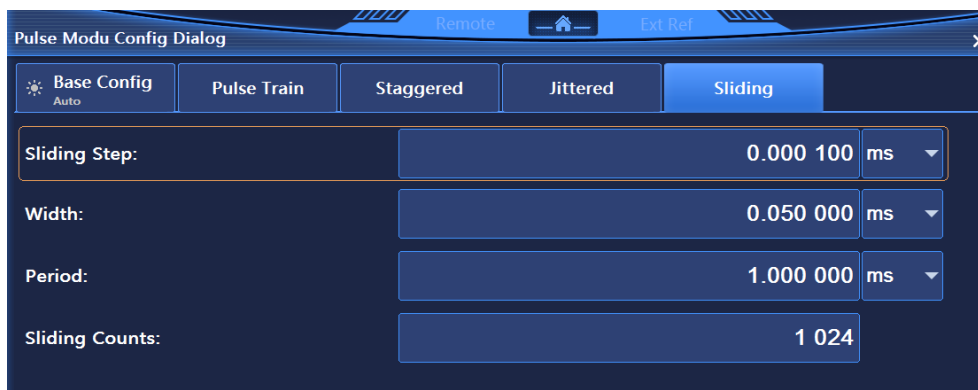 Remote Ext Ref
Pulse Modu Config Dialog
Base Config Pulse Train Staggered Jittered Sliding
Auto
Sliding Step: 0.000 100 ms
Width: 0.050 000 ms
Period: 1.000 000 ms
Sliding Counts: 1 024